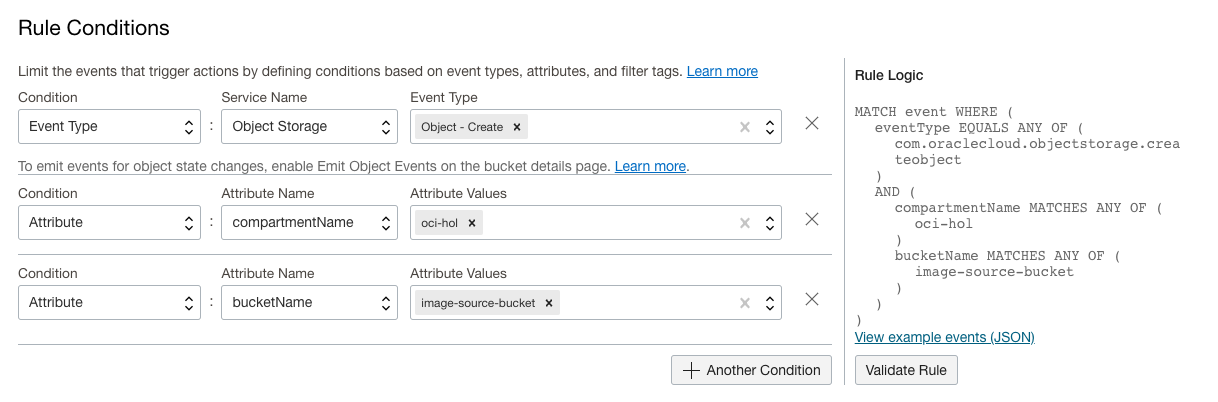 Rule Conditions
Limit the events that trigger actions by defining conditions based on event types, attributes, and filter tags. Learn more
Condition Service Name Event Type
Event Type : Object Storage Object - Create ×
To emit events for object state changes, enable Emit Object Events on the bucket details page. Learn more.
Condition Attribute Name Attribute Values
Attribute : compartmentName oci-hol ×
Condition Attribute Name Attribute Values
Attribute : bucketName image-source-bucket ×
+ Another Condition
Rule Logic
MATCH event WHERE (
eventType EQUALS ANY OF (
com.oraclecloud.objectstorage.crea
teobject
)
AND (
compartmentName MATCHES ANY OF (
oci-hol
)
bucketName MATCHES ANY OF (
image-source-bucket
)
)
)
View example events (JSON)
Validate Rule